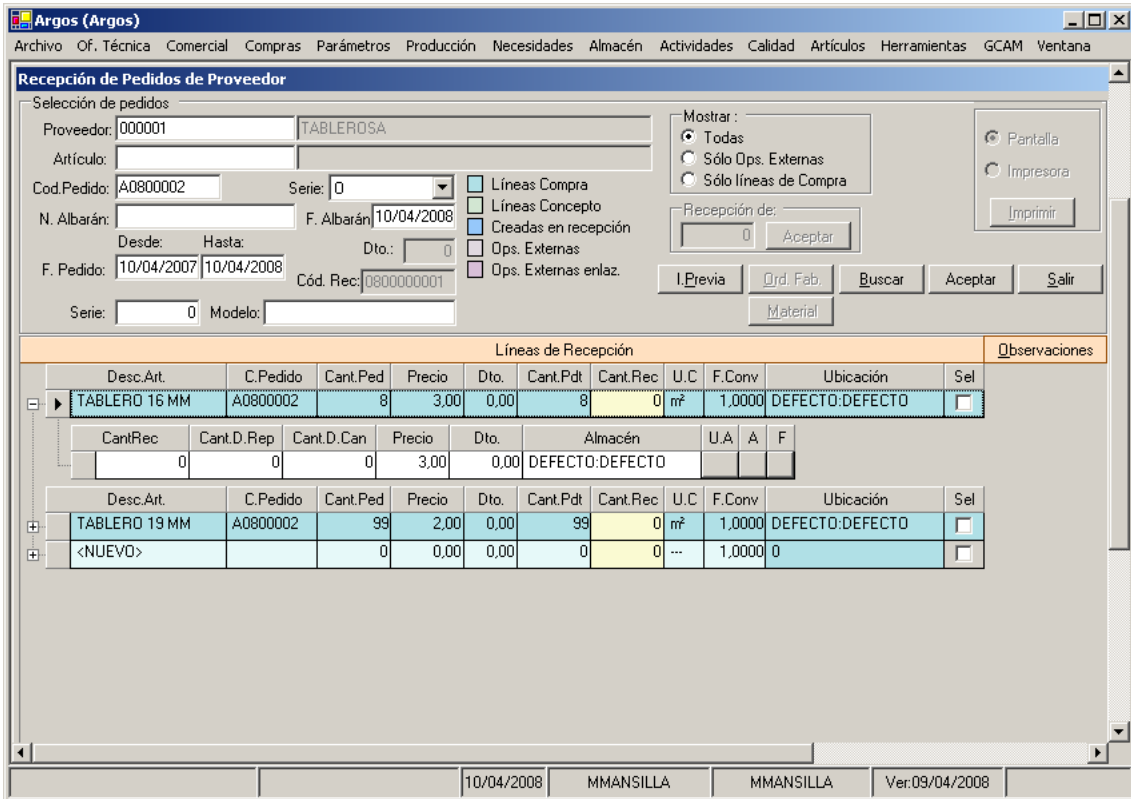 Argos (Argos)
Archivo Of. Técnica Comercial Compras Parámetros Producción Necesidades Almacén Actividades Calidad Artículos Herramientas GCAM Ventana
Recepción de Pedidos de Proveedor
Selección de pedidos
Proveedor: 000001 TABLEROSA
Artículo:
Cod.Pedido: A0800002 Serie: 0
N. Albarán: F. Albarán 10/04/2008
Desde: Hasta: Dto.: 0
F. Pedido: 10/04/2007 10/04/2008
Cód. Rec: 0800000001
Serie: 0 Modelo:
Líneas Compra
Líneas Concepto
Creadas en recepción
Ops. Externas
Ops. Externas enlaz.
Mostrar :
Todas
Sólo Ops. Externas
Sólo líneas de Compra
Recepción de:
0 Aceptar
Pantalla
Impresora
Imprimir
I.Previa Ord. Fab. Buscar Aceptar Salir
Material
Líneas de Recepción Observaciones
Desc.Art. C.Pedido Cant.Ped Precio Dto. Cant.Pdt Cant.Rec U.C F.Conv Ubicación Sel
TABLERO 16 MM A0800002 8 3,00 0,00 8 0 m² 1,0000 DEFECTO:DEFECTO
CantRec Cant.D.Rep Cant.D.Can Precio Dto. Almacén U.A A F
0 0 0 3,00 0,00 DEFECTO:DEFECTO
Desc.Art. C.Pedido Cant.Ped Precio Dto. Cant.Pdt Cant.Rec U.C F.Conv Ubicación Sel
TABLERO 19 MM A0800002 99 2,00 0,00 99 0 m² 1,0000 DEFECTO:DEFECTO
<NUEVO> 0 0,00 0,00 0 0 --- 1,0000 0
10/04/2008 MMANSILLA MMANSILLA Ver:09/04/2008